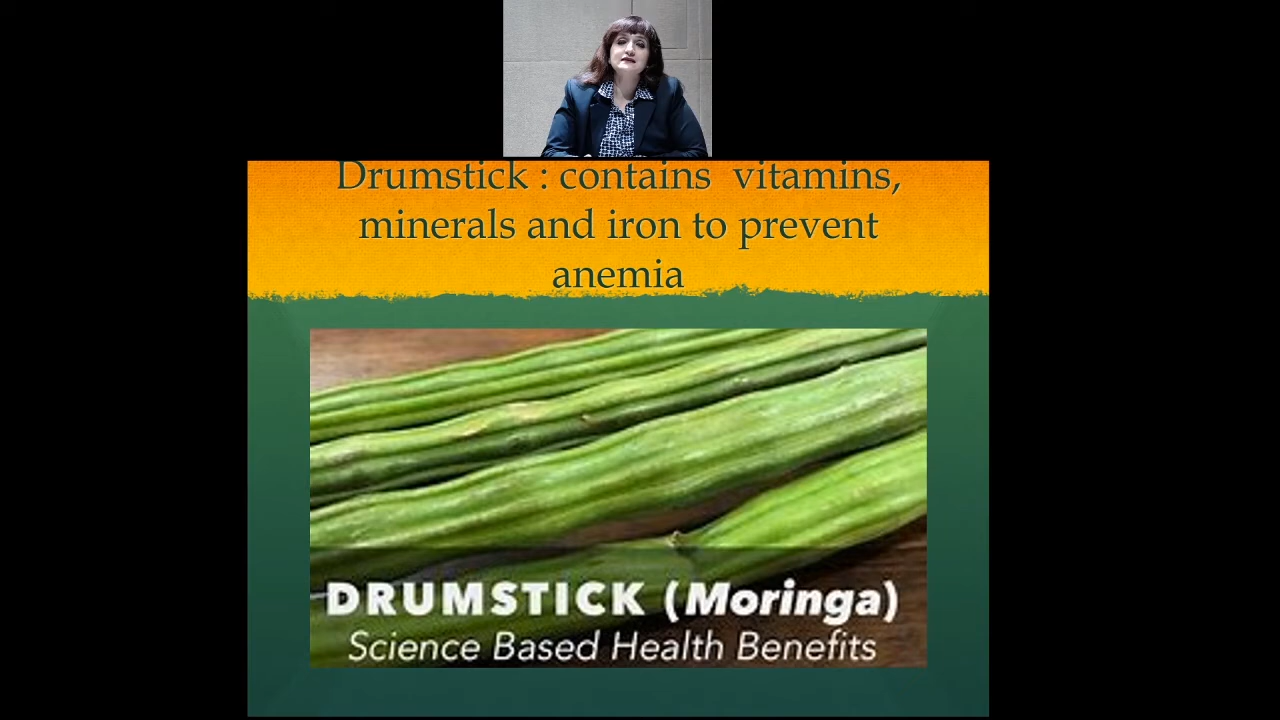 Drumstick : contains vitamins,
minerals and iron to prevent
anemia
DRUMSTICK (Moringa)
Science Based Health Benefits